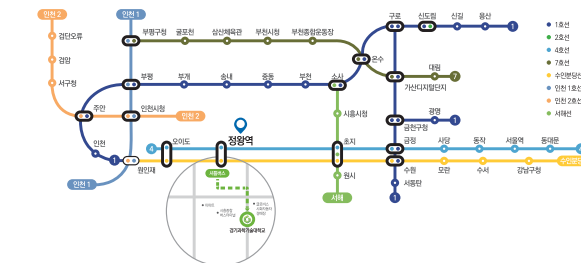 인천 2
인천 1
부평구청
굴포천
삼산체육관
부천시청
부천종합운동장
구로
신도림
신길
용산
1
1호선
2호선
4호선
7호선
수인분당선
인천 1호선
인천 2호선
서해선
검단오류
검암
서구청
온수
대림
7
가산디지털단지
부평
부개
송내
중동
부천
소사
주안
인천시청
인천 2
시흥시청
광명
1
금천구청
인천
1
원인재
인천 1
4
오이도
정왕역
초지
금정
사당
동작
서울역
동대문
4
수인분당선
수원
모란
수서
강남구청
원시
서해
서동탄
1
셔틀버스
경기과학기술대학교